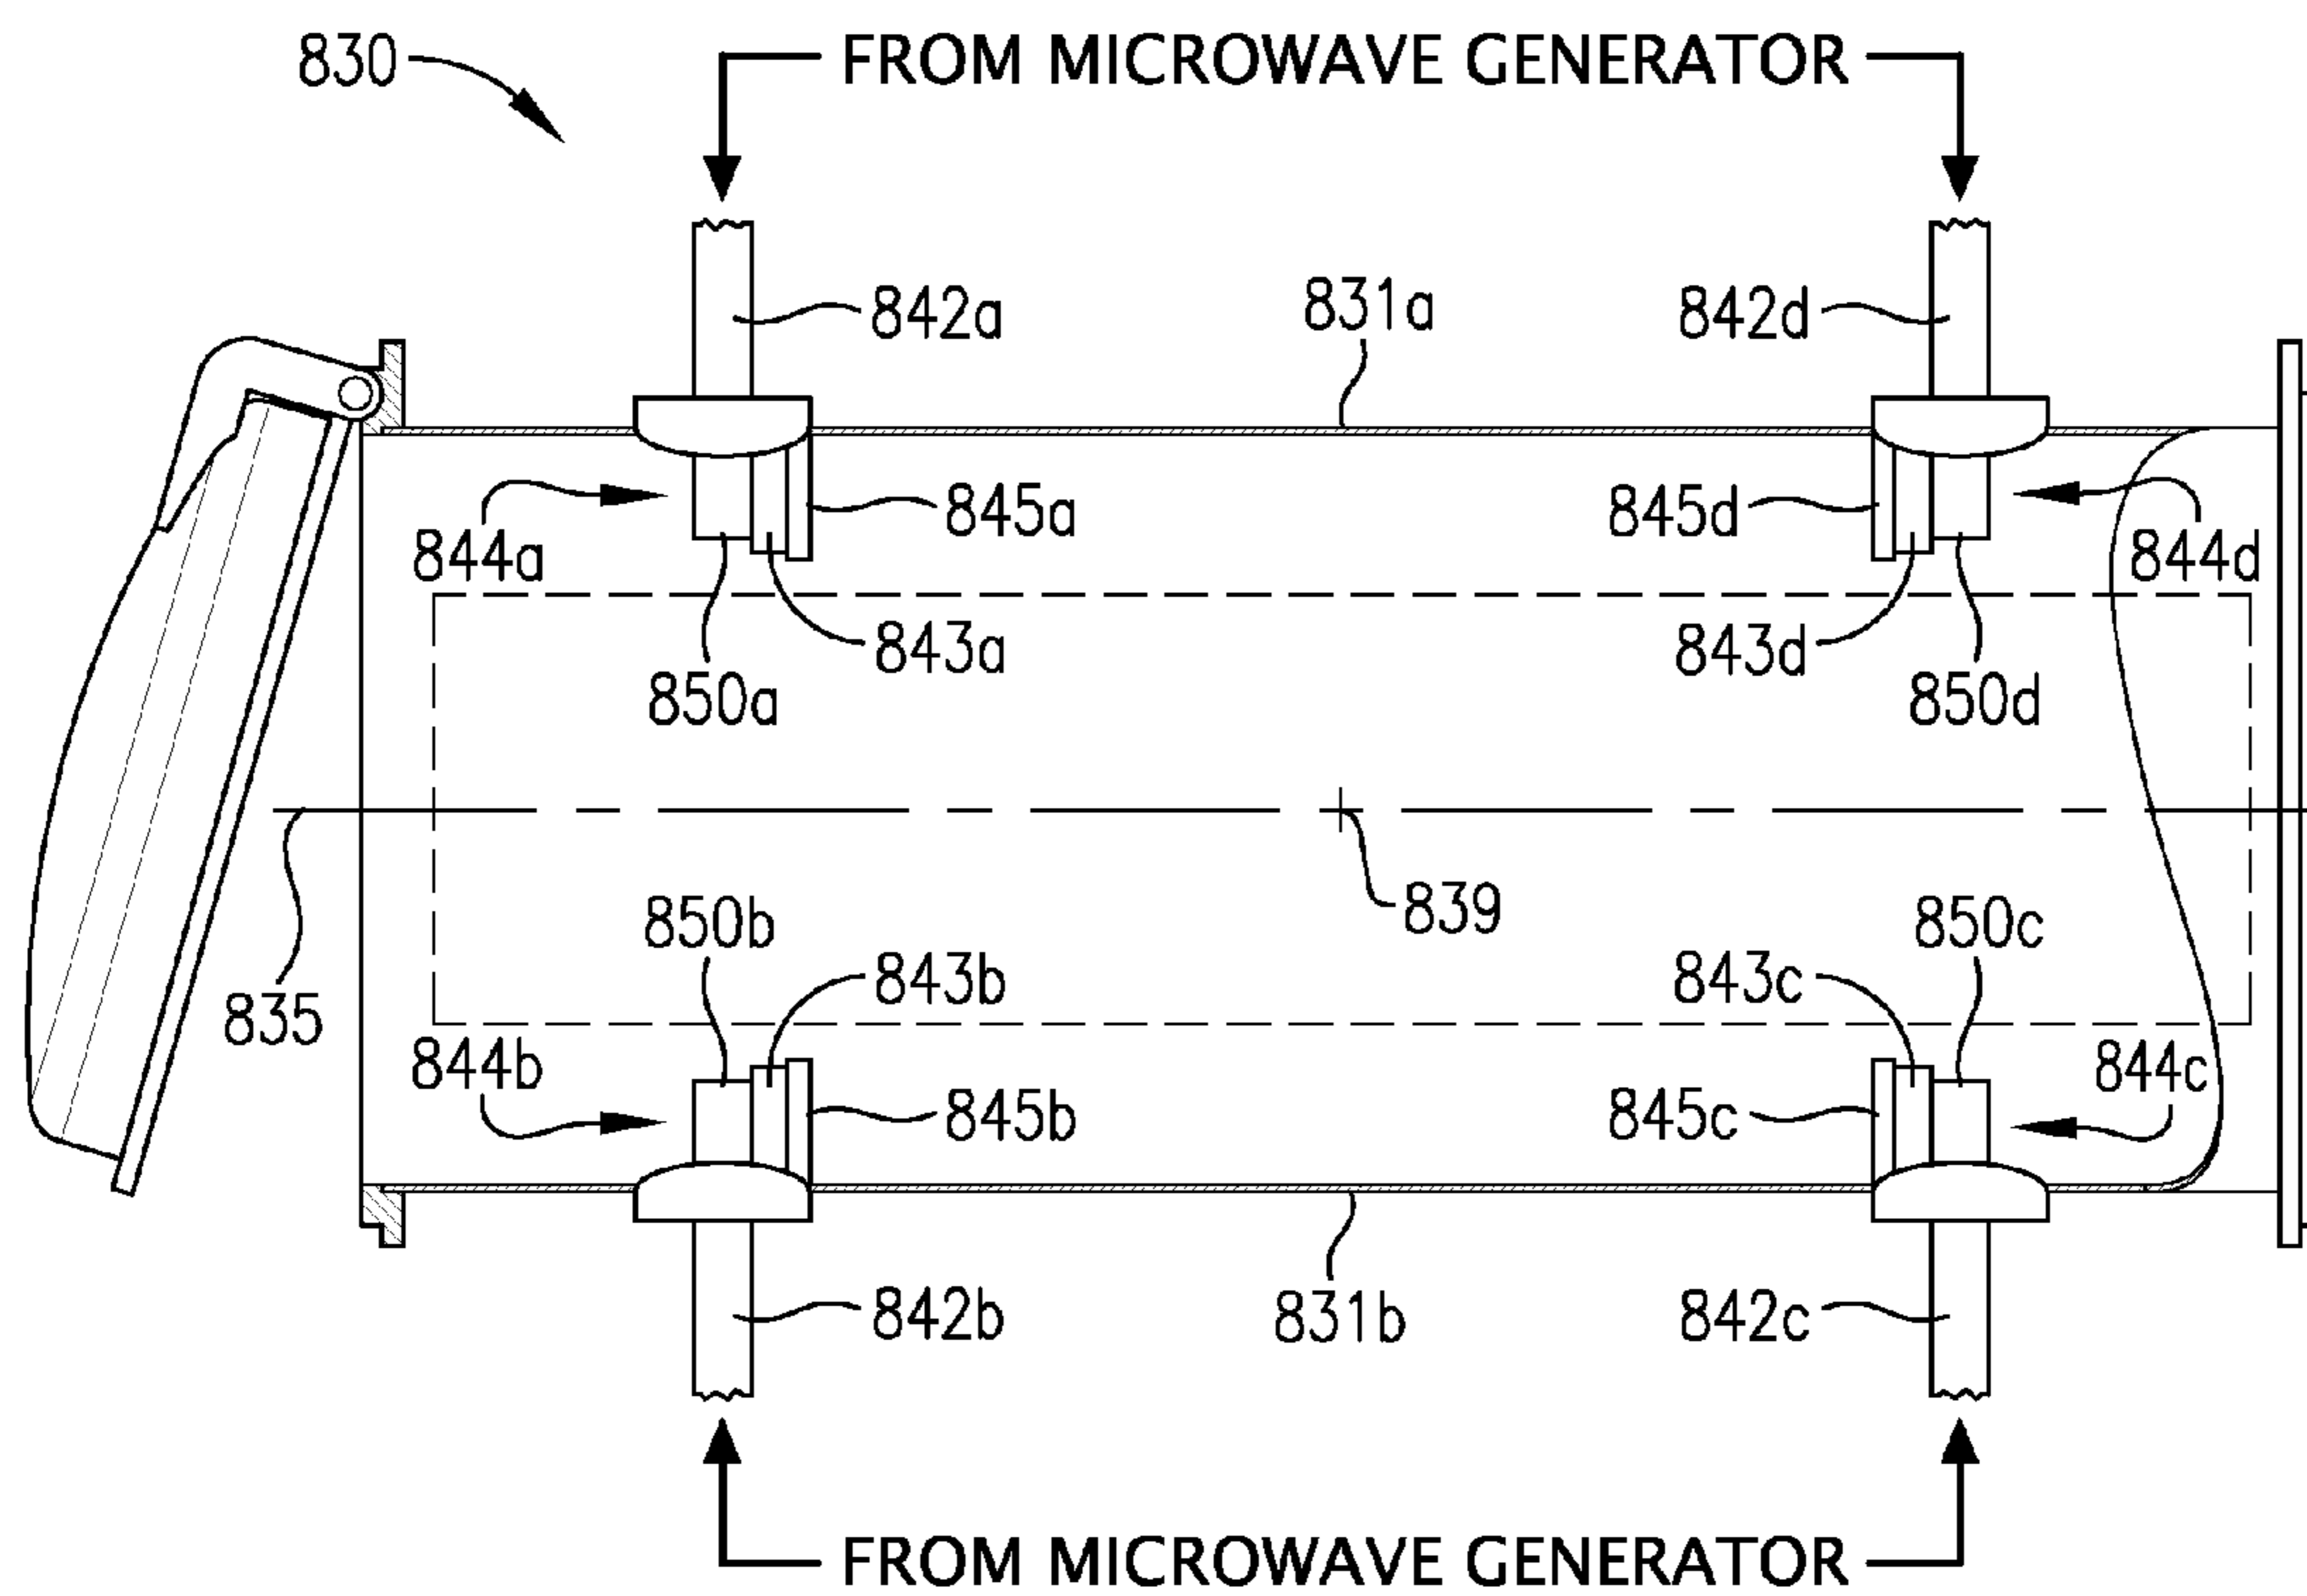 830
FROM MICROWAVE GENERATOR
842a
831a
842d
845a
845d
844a
844d
843a
843d
850a
850d
839
850b
850c
843b
843c
835
844b
844c
845b
845c
842b
831b
842c
FROM MICROWAVE GENERATOR